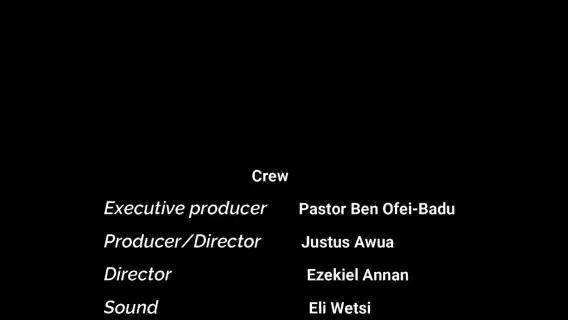 Crew
Executive producer Pastor Ben Ofei-Badu
Producer/Director Justus Awua
Director Ezekiel Annan
Sound Eli Wetsi